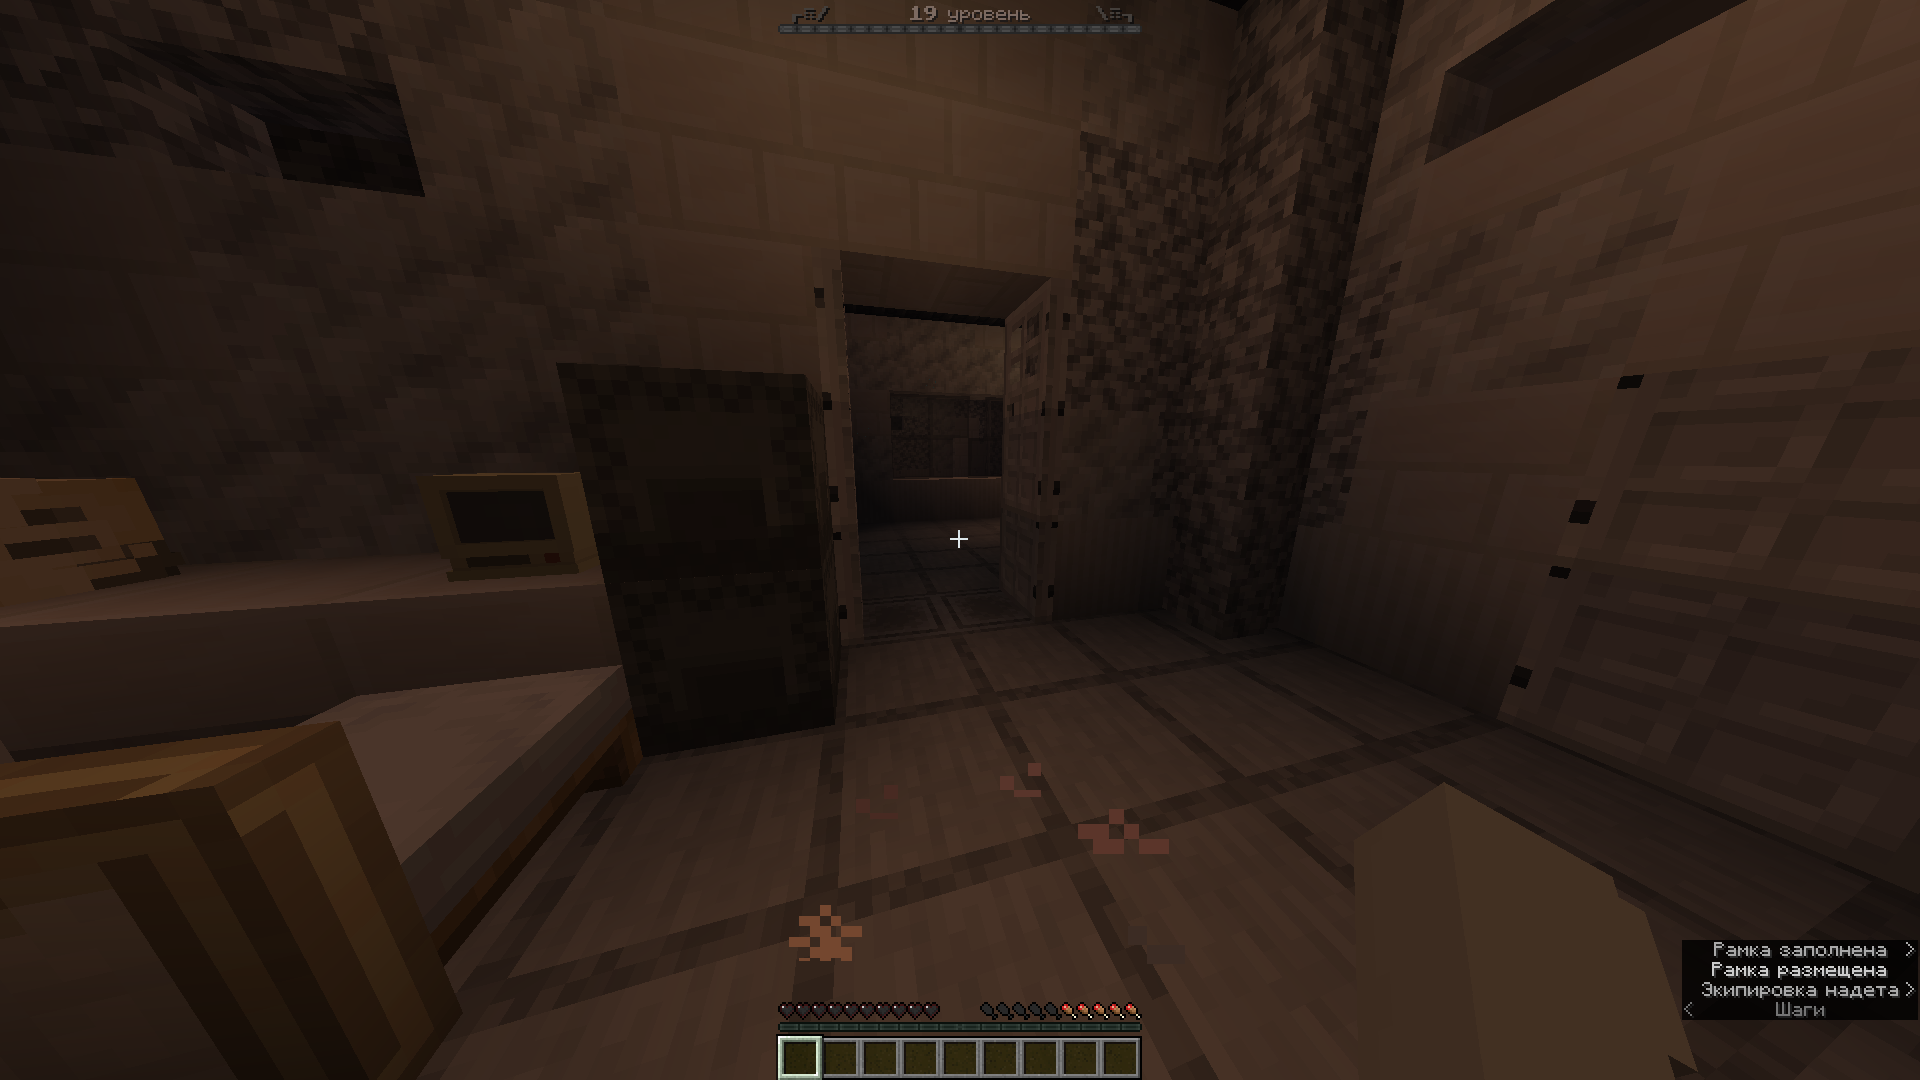 19 уровень
Рамка заполнена >
Рамка размещена
Экипировка надета >
< Шаги